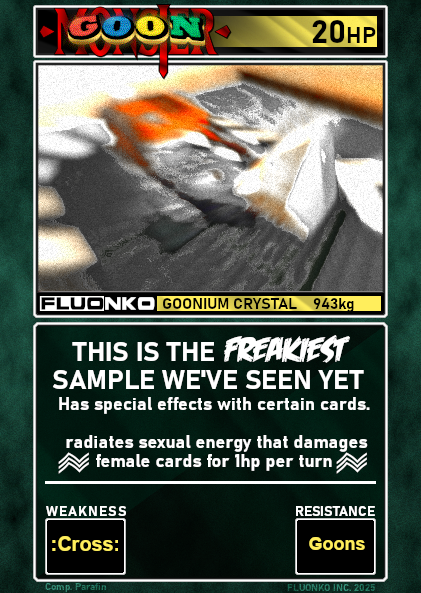 MONSTER
GOON
20HP
FLUONKO GOONIUM CRYSTAL 943kg
THIS IS THE FREAKIEST
SAMPLE WE'VE SEEN YET
Has special effects with certain cards.
radiates sexual energy that damages
female cards for 1hp per turn
WEAKNESS RESISTANCE
:Cross: Goons
Comp. Parafin FLUONKO INC. 2025